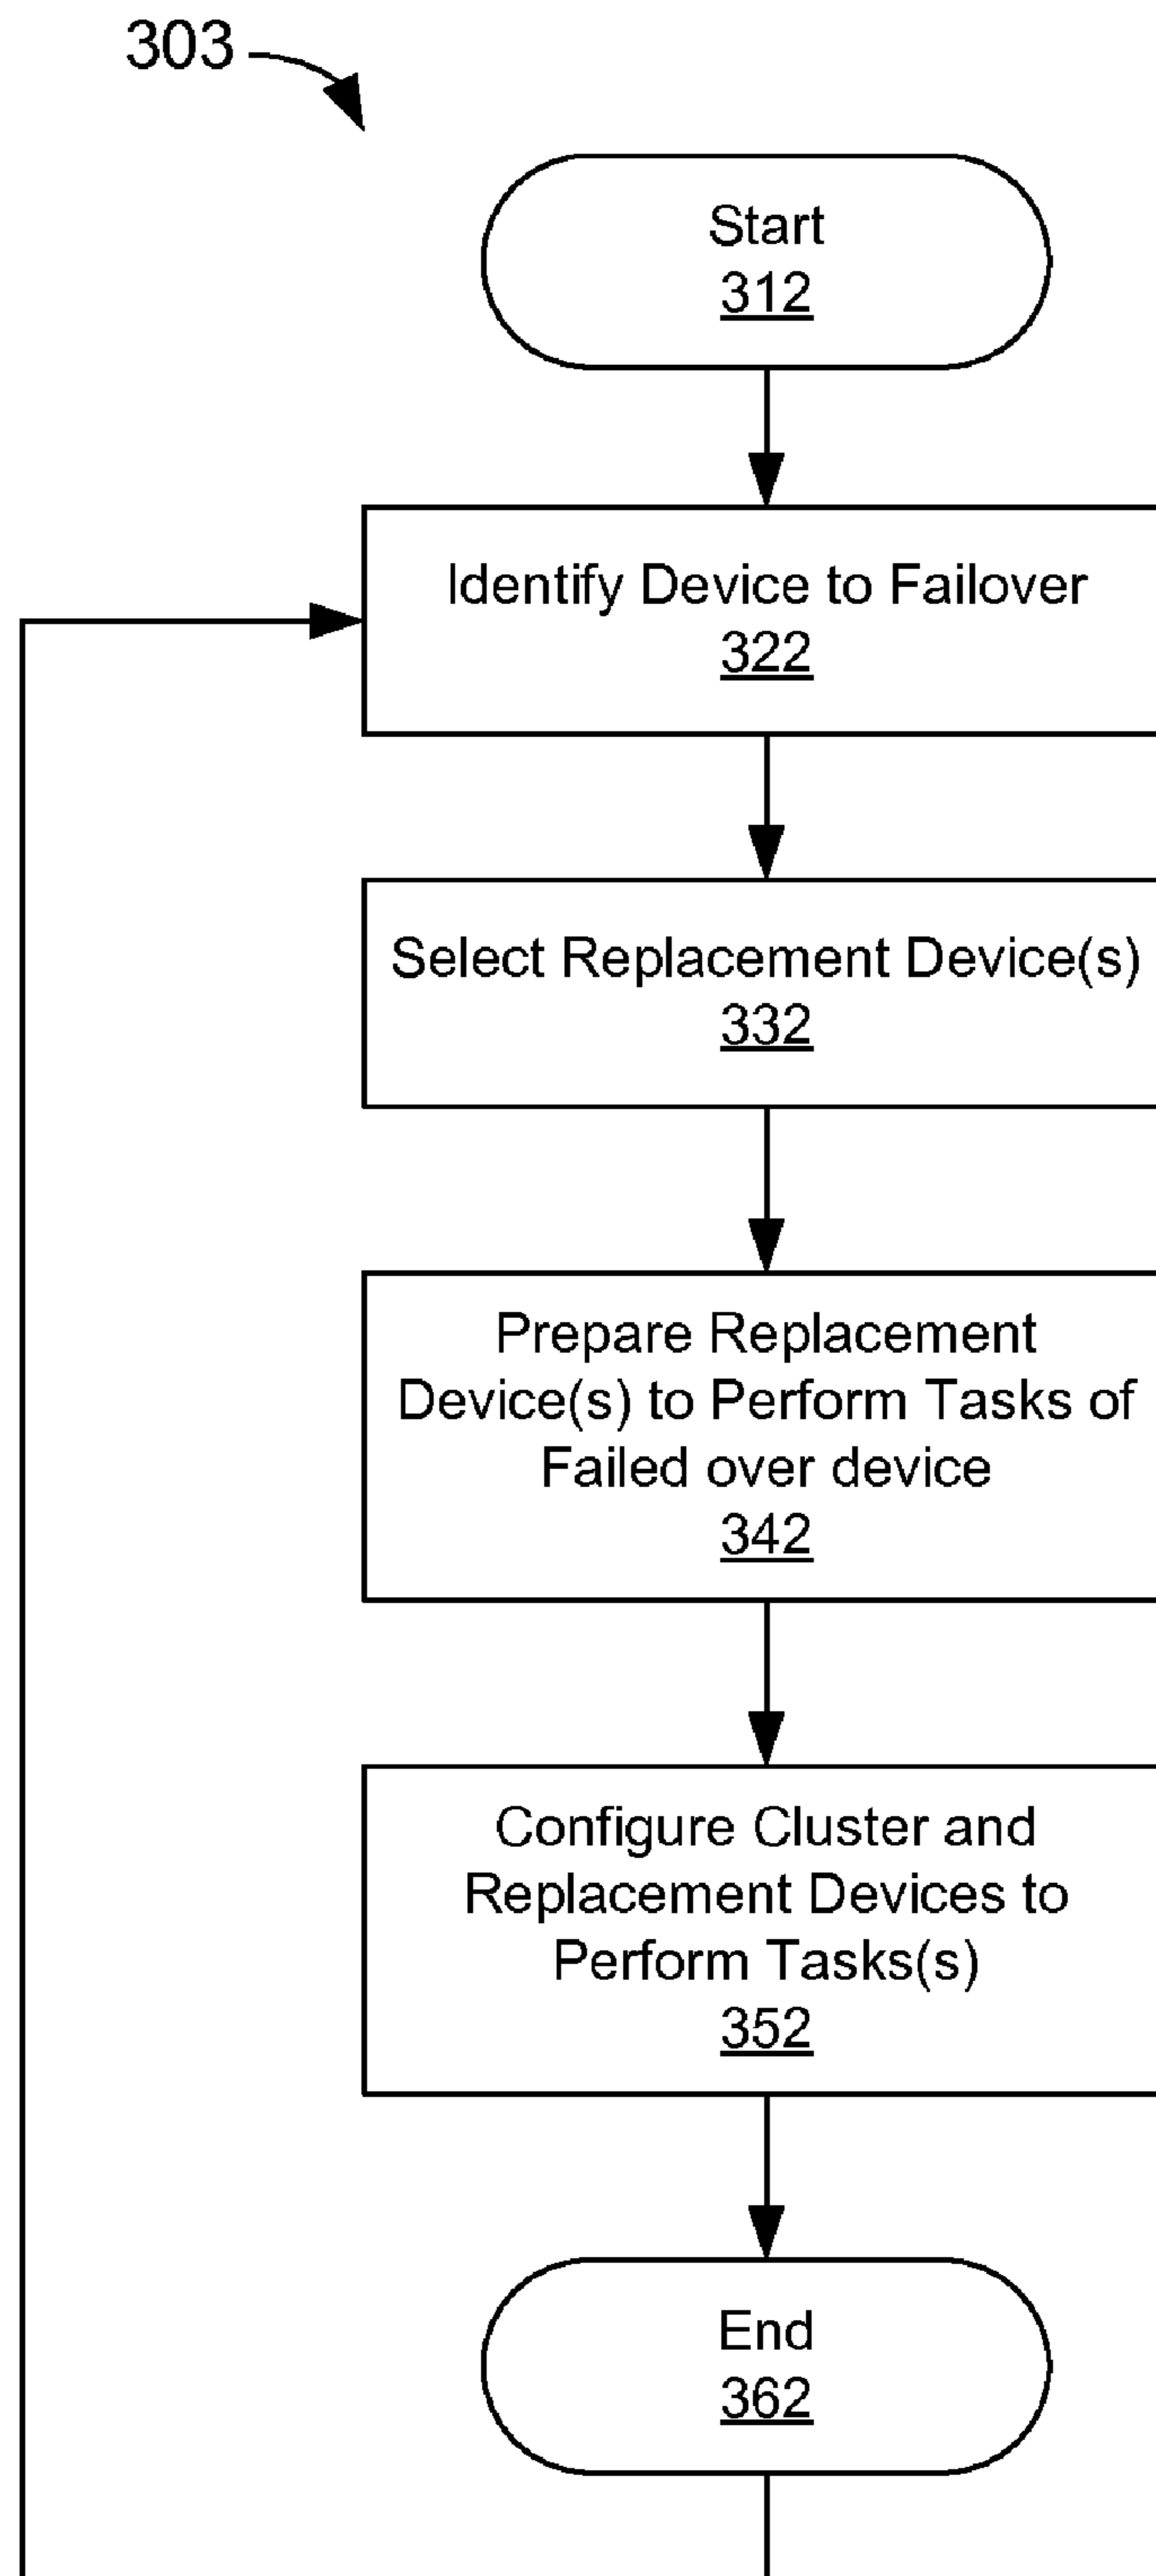 303
Start
312
Identify Device to Failover
322
Select Replacement Device(s)
332
Prepare Replacement
Device(s) to Perform Tasks of
Failed over device
342
Configure Cluster and
Replacement Devices to
Perform Tasks(s)
352
End
362